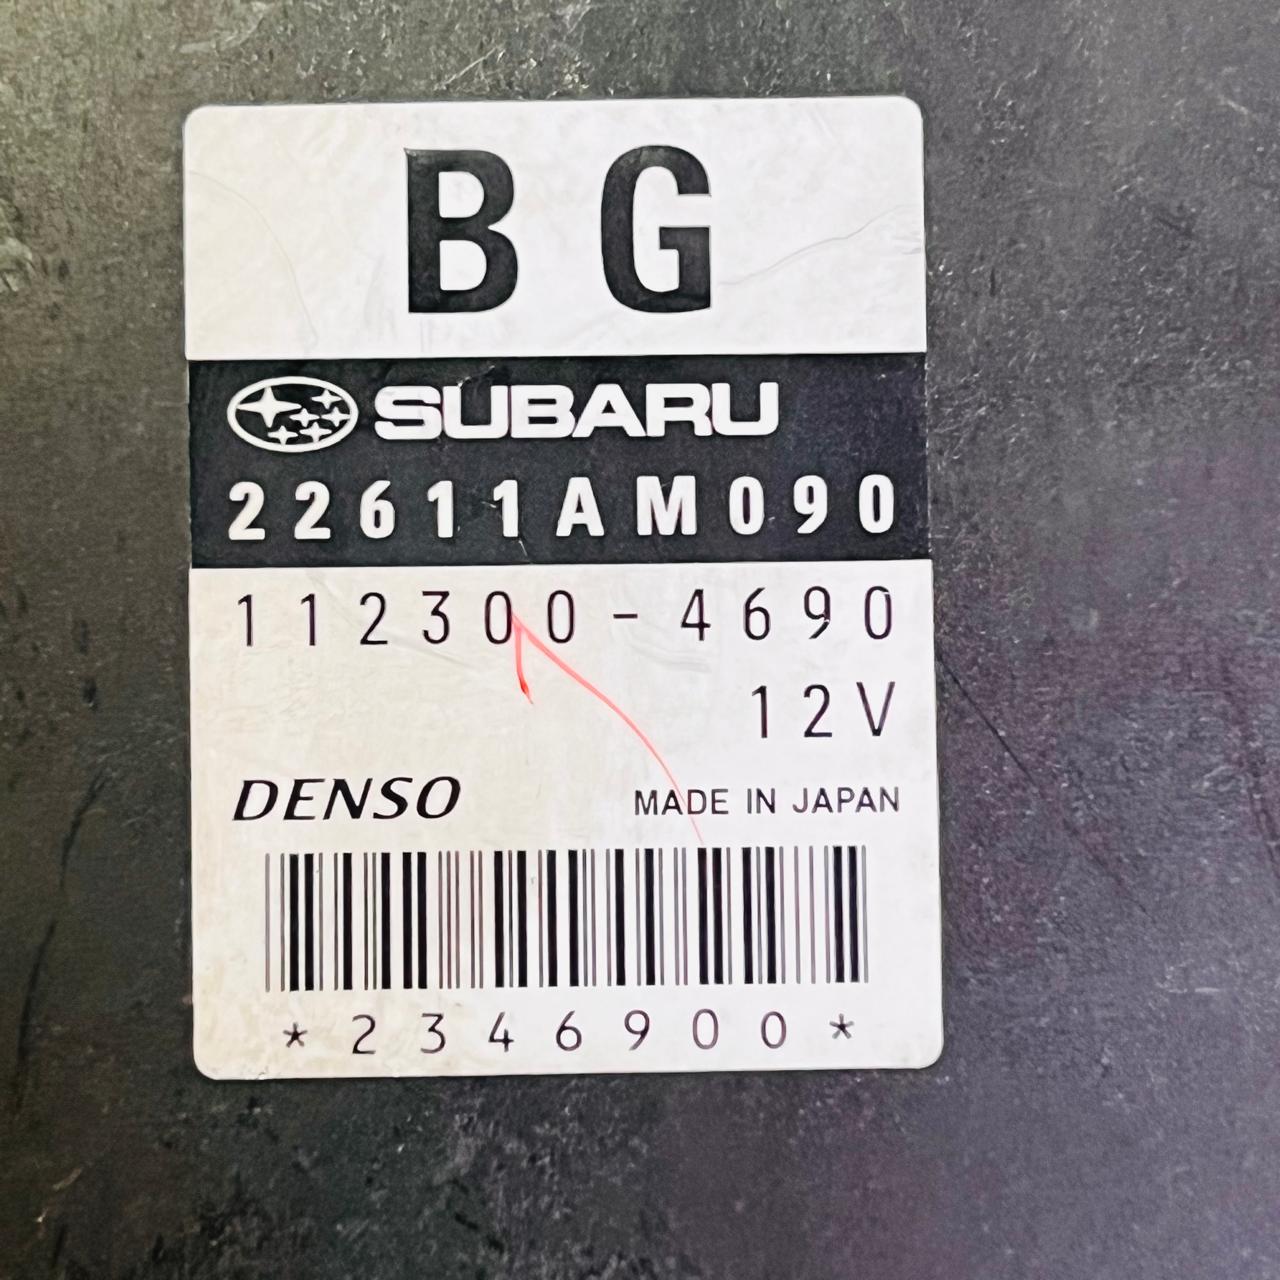 BG
SUBARU
22611AM090
112300-4690
12V
DENSO MADE IN JAPAN
*2346900*